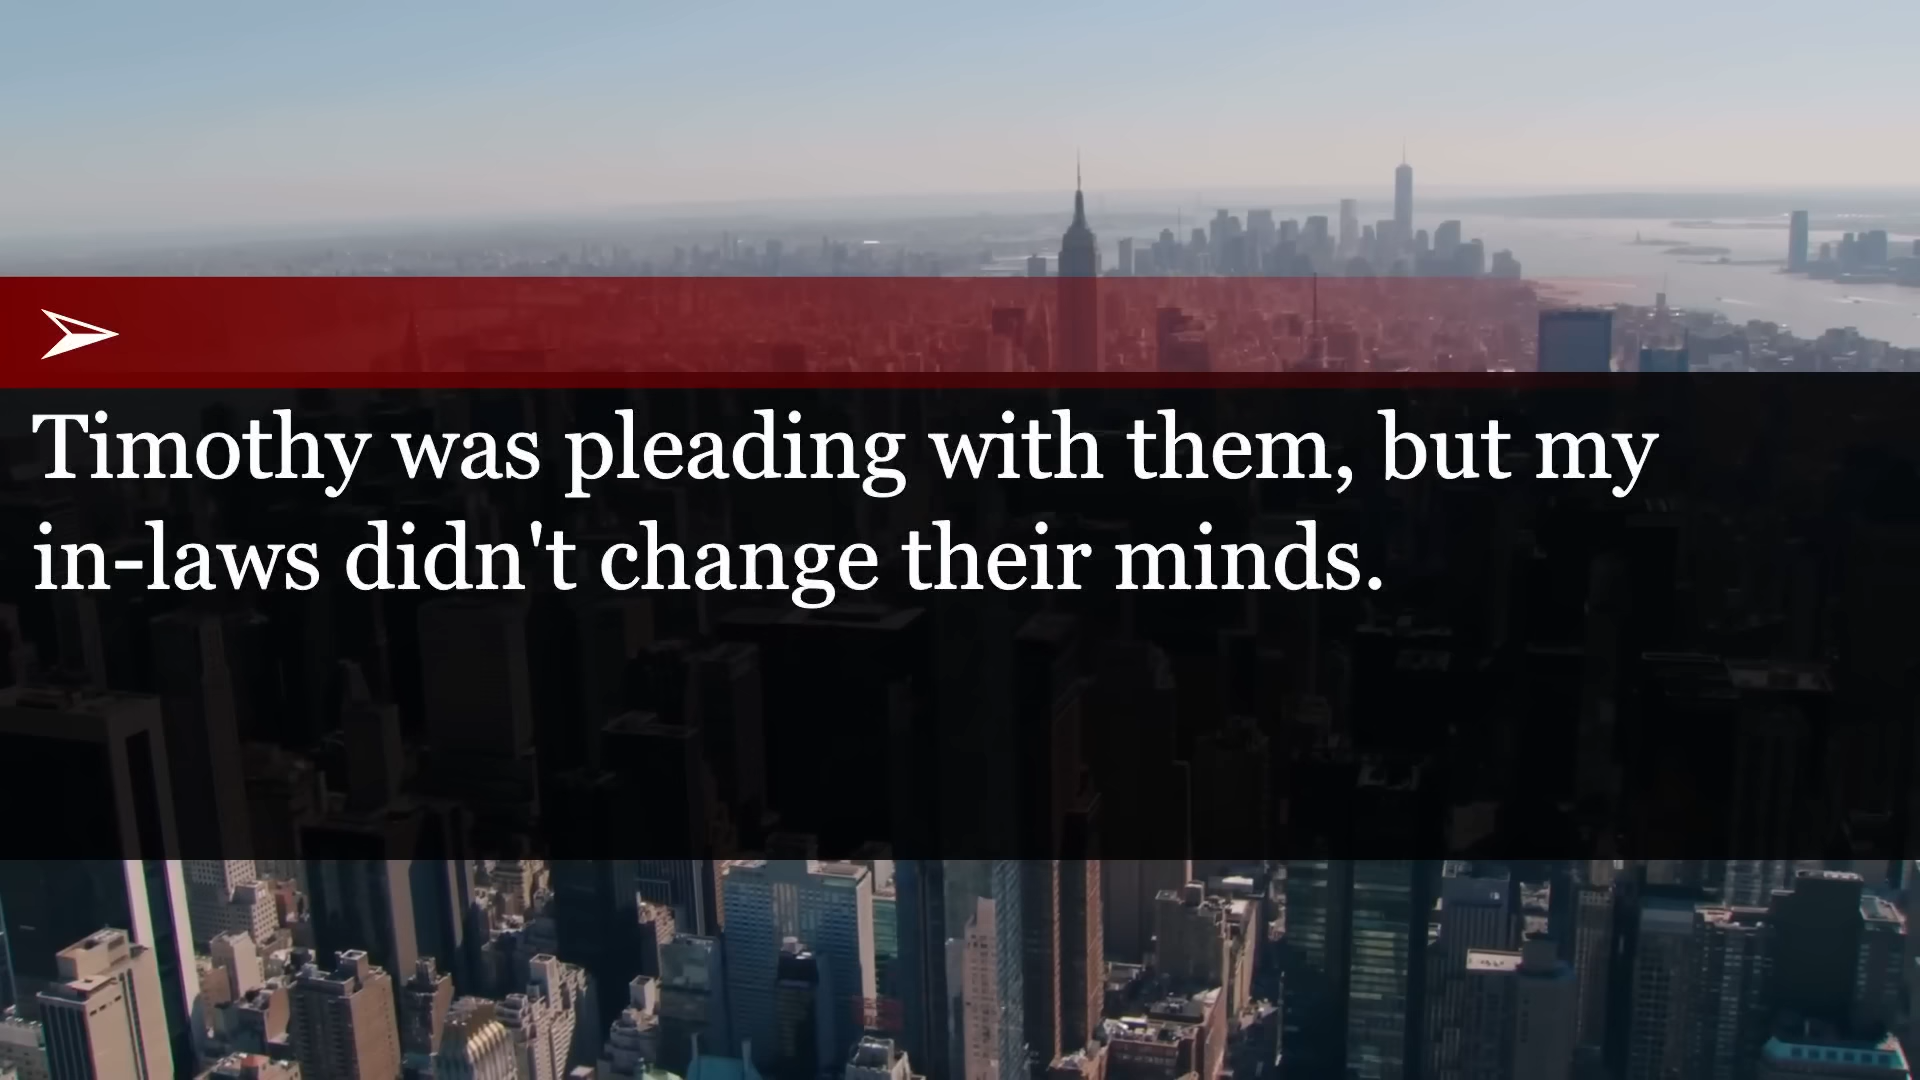 Timothy was pleading with them, but my
in-laws didn't change their minds.